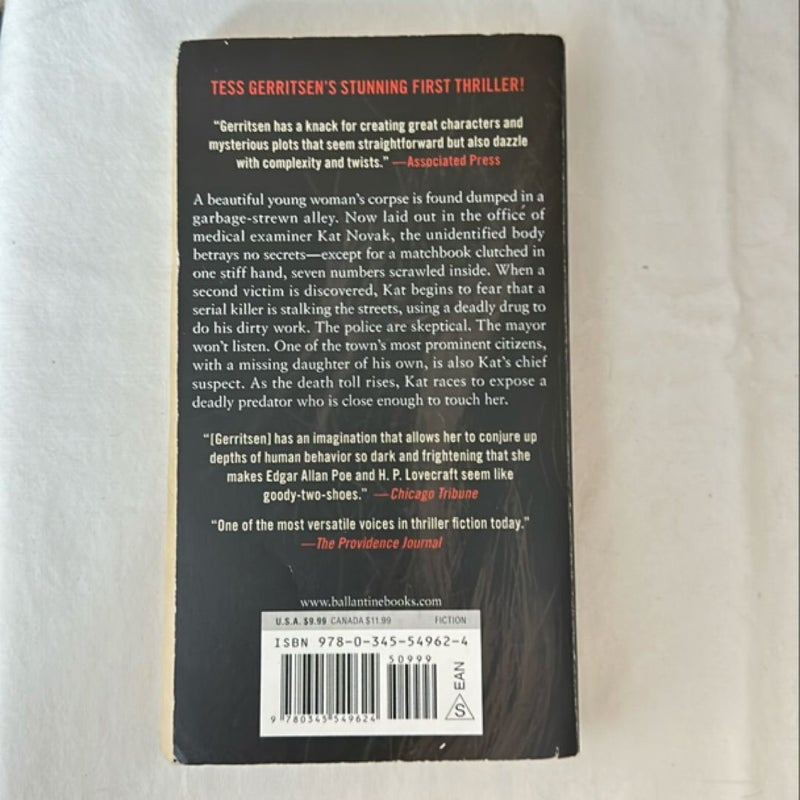 TESS GERRITSEN'S STUNNING FIRST THRILLER!
“Gerritsen has a knack for creating great characters and
mysterious plots that seem straightforward but also dazzle
with complexity and twists.” —Associated Press
A beautiful young woman's corpse is found dumped in a
garbage-strewn alley. Now laid out in the office of
medical examiner Kat Novak, the unidentified body
betrays no secrets—except for a matchbook clutched in
one stiff hand, seven numbers scrawled inside. When a
second victim is discovered, Kat begins to fear that a
serial killer is stalking the streets, using a deadly drug to
do his dirty work. The police are skeptical. The mayor
won't listen. One of the town's most prominent citizens,
with a missing daughter of his own, is also Kat's chief
suspect. As the death toll rises, Kat races to expose a
deadly predator who is close enough to touch her.
“[Gerritsen] has an imagination that allows her to conjure up
depths of human behavior so dark and frightening that she
makes Edgar Allan Poe and H. P. Lovecraft seem like
goody-two-shoes.” —Chicago Tribune
“One of the most versatile voices in thriller fiction today.”
—The Providence Journal
www.ballantinebooks.com
U.S.A. $9.99 CANADA $11.99 FICTION
ISBN 978-0-345-54962-4
50999
9 780345 549624
EAN
S